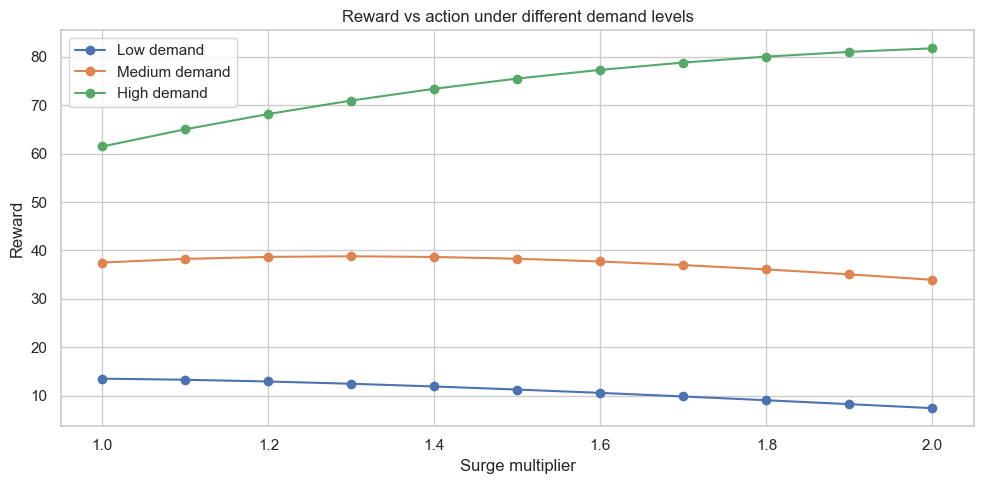 Reward vs action under different demand levels
Low demand
Medium demand
High demand
80
70
60
50
40
30
20
10
Reward
1.0
1.2
1.4
1.6
1.8
2.0
Surge multiplier